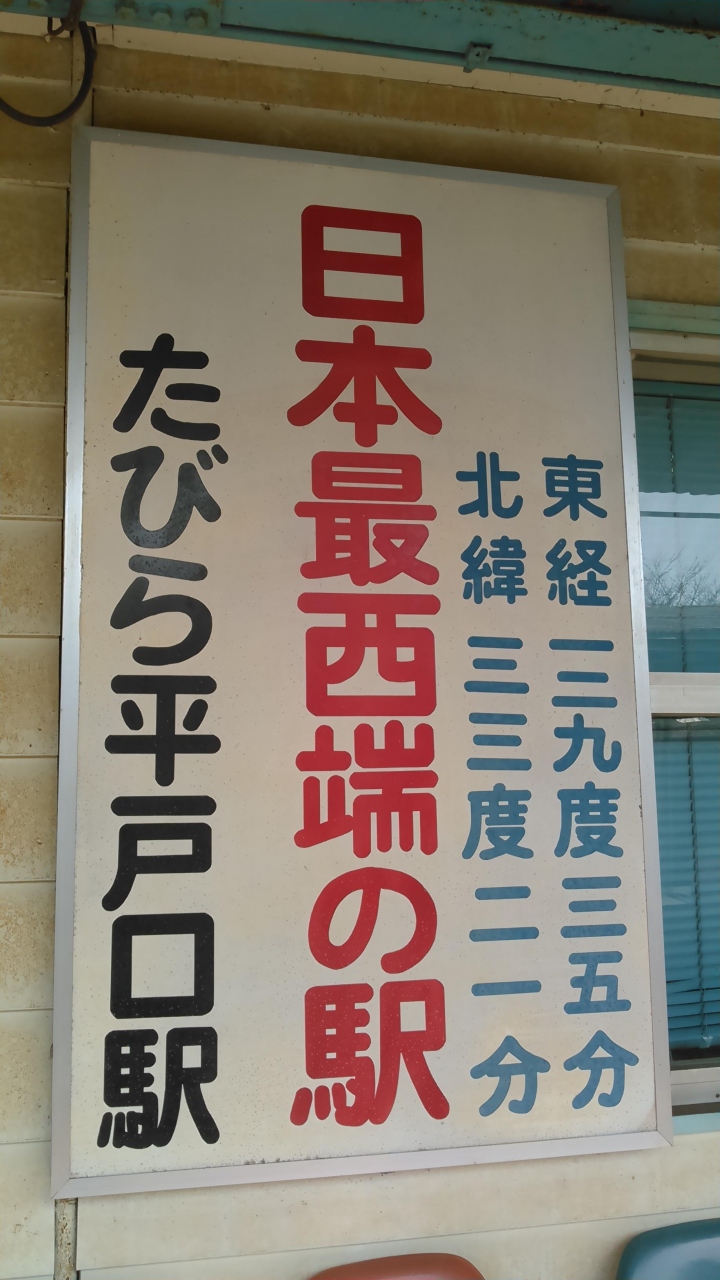 東経一二九度三五分
北緯三三度二一分
日本最西端の駅
たびら平戸口駅